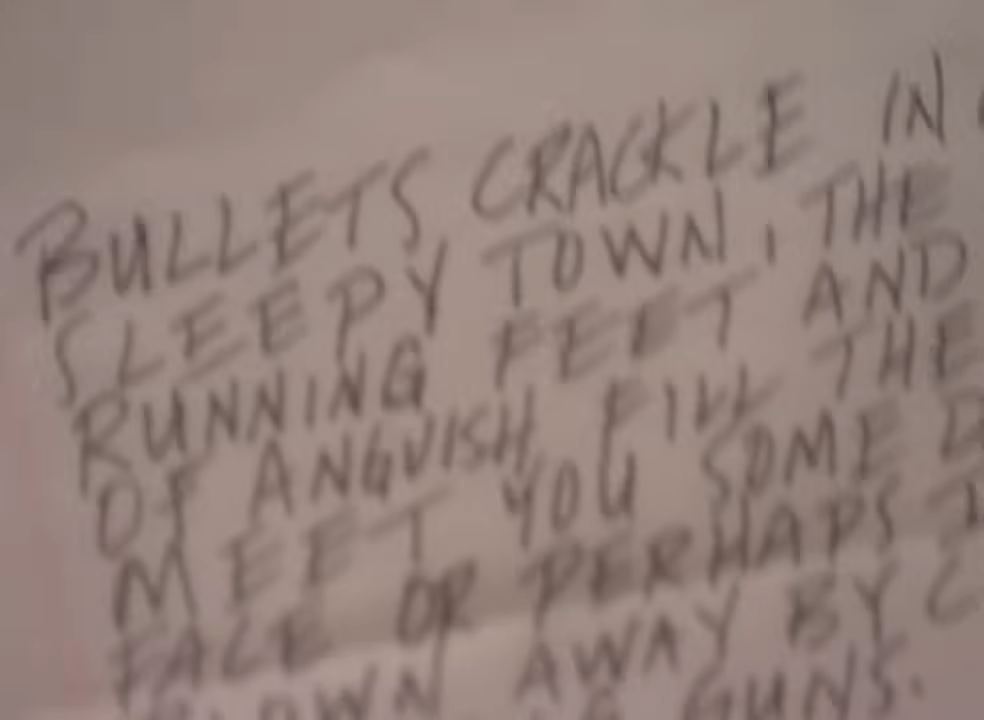 BULLETS CRACKLE IN
SLEEPY TOWN, THE
RUNNING FEET AND
OF ANGUISH FILL THE
MEET YOU SOME
FACE OR PERHAPS
AWAY BY
GUNS.